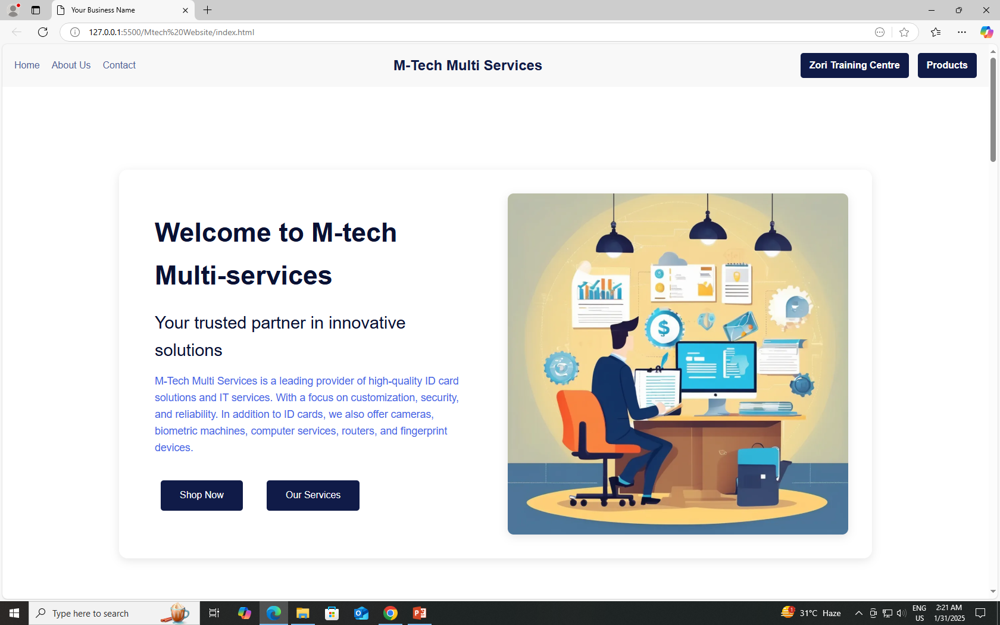 Your Business Name
127.0.0.1:5500/Mtech%20Website/index.html
Home About Us Contact
M-Tech Multi Services
Zori Training Centre Products
Welcome to M-tech
Multi-services
Your trusted partner in innovative
solutions
M-Tech Multi Services is a leading provider of high-quality ID card
solutions and IT services. With a focus on customization, security,
and reliability. In addition to ID cards, we also offer cameras,
biometric machines, computer services, routers, and fingerprint
devices.
Shop Now Our Services
$
Type here to search
1
31°C Haze
ENG
US
2:21 AM
1/31/2025